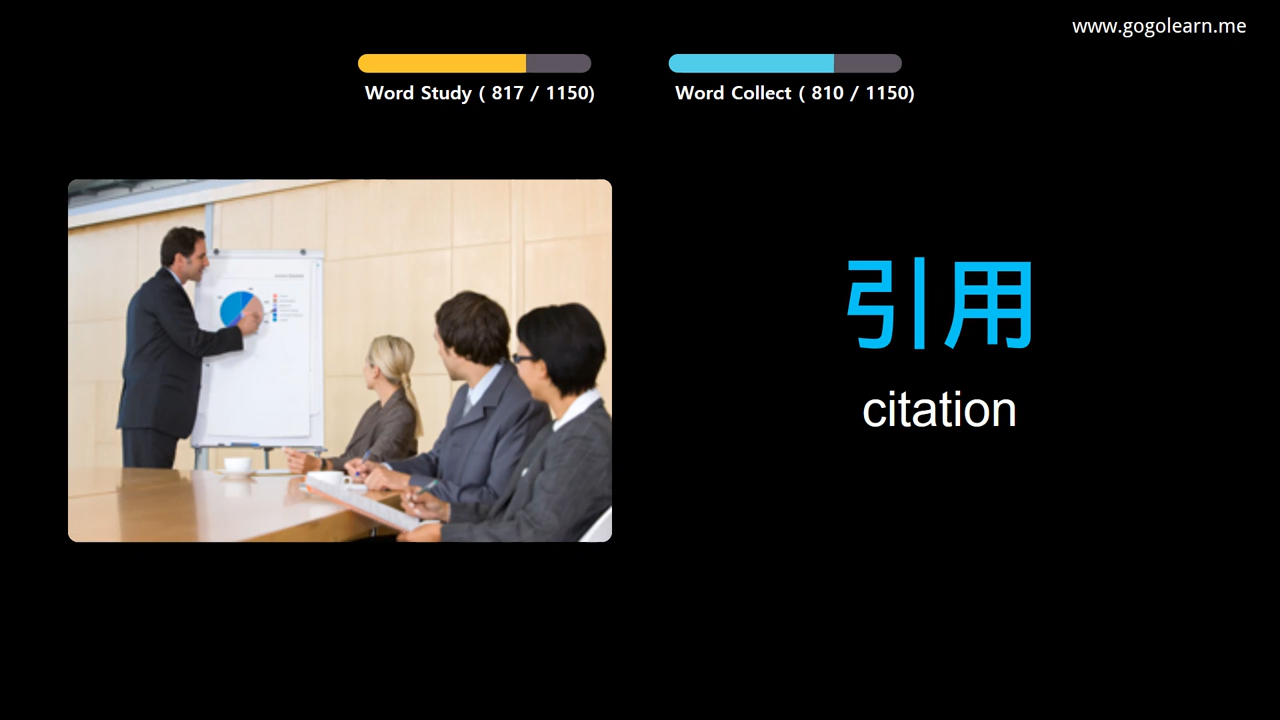 www.gogolearn.me
Word Study ( 817 / 1150)
Word Collect ( 810 / 1150)
引用
citation